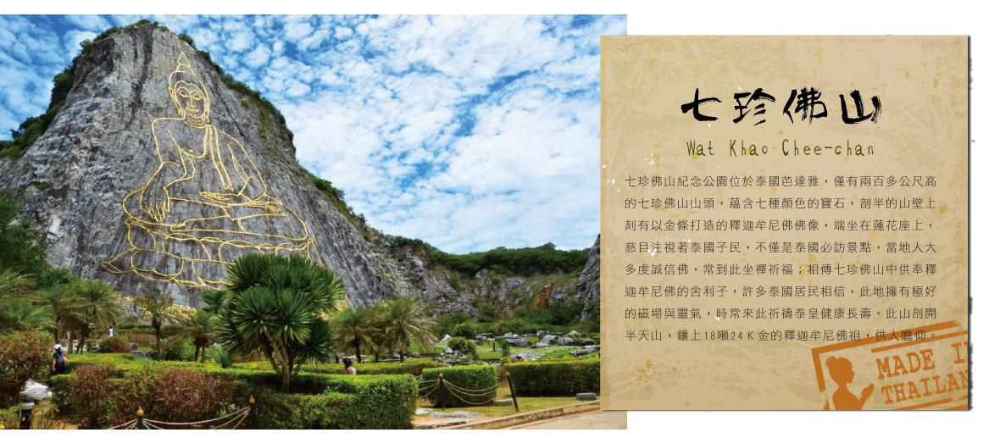 七珍佛山
Wat Khao Chee-chan
七珍佛山紀念公園位於泰國芭達雅，僅有兩百多公尺高
的七珍佛山山頭，蘊含七種顏色的寶石，剖半的山壁上
刻有以金條打造的釋迦牟尼佛佛像，端坐在蓮花座上，
慈目注視著泰國子民，不僅是泰國必訪景點，當地人大
多虔誠信佛，常到此坐禪祈福；相傳七珍佛山中供奉釋
迦牟尼佛的舍利子，許多泰國居民相信，此地擁有極好
的磁場與靈氣，時常來此祈禱泰皇健康長壽。此山剖開
半天山，鑲上18噸24K金的釋迦牟尼佛祖，供人瞻仰。
MADE I
THAILAN